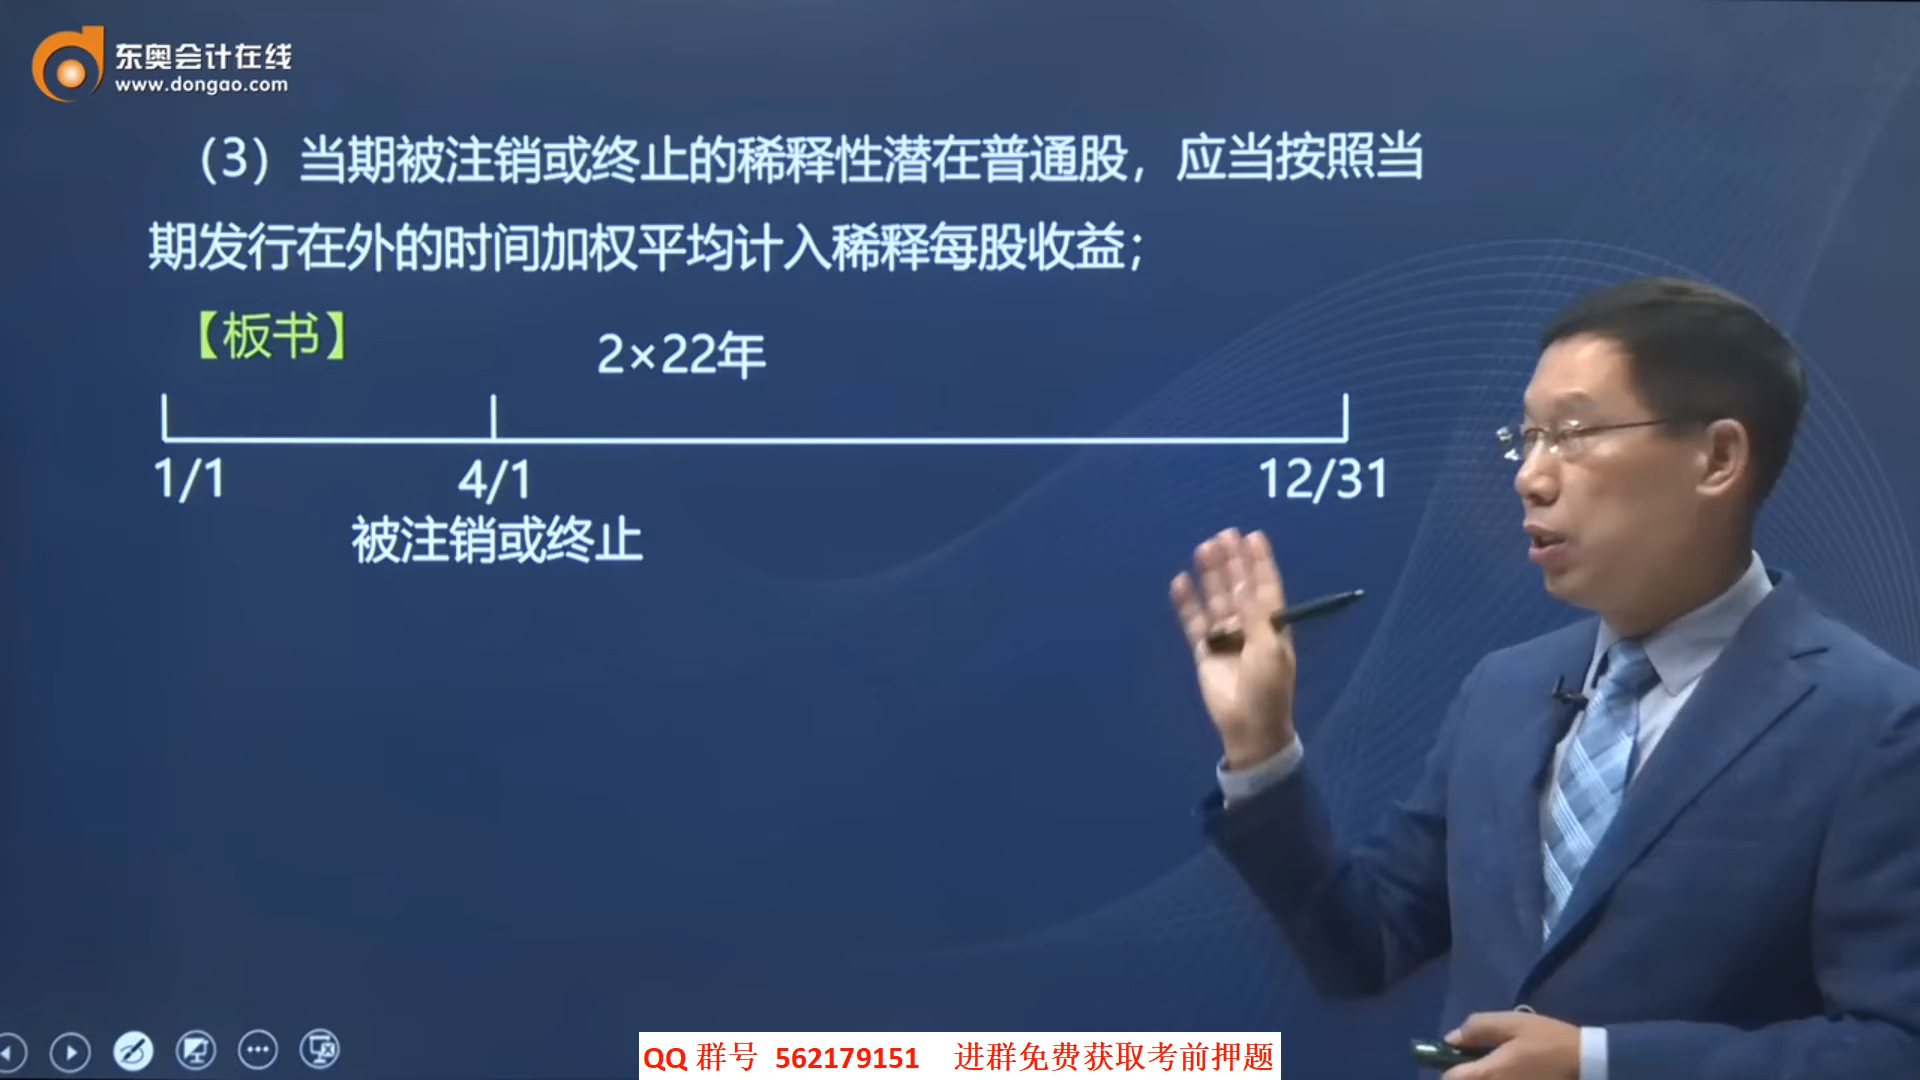 东奥会计在线
www.dongao.com
（3）当期被注销或终止的稀释性潜在普通股，应当按照当
期发行在外的时间加权平均计入稀释每股收益；
【板书】
2×22年
1/1 4/1 12/31
被注销或终止
QQ 群号 562179151 进群免费获取考前押题